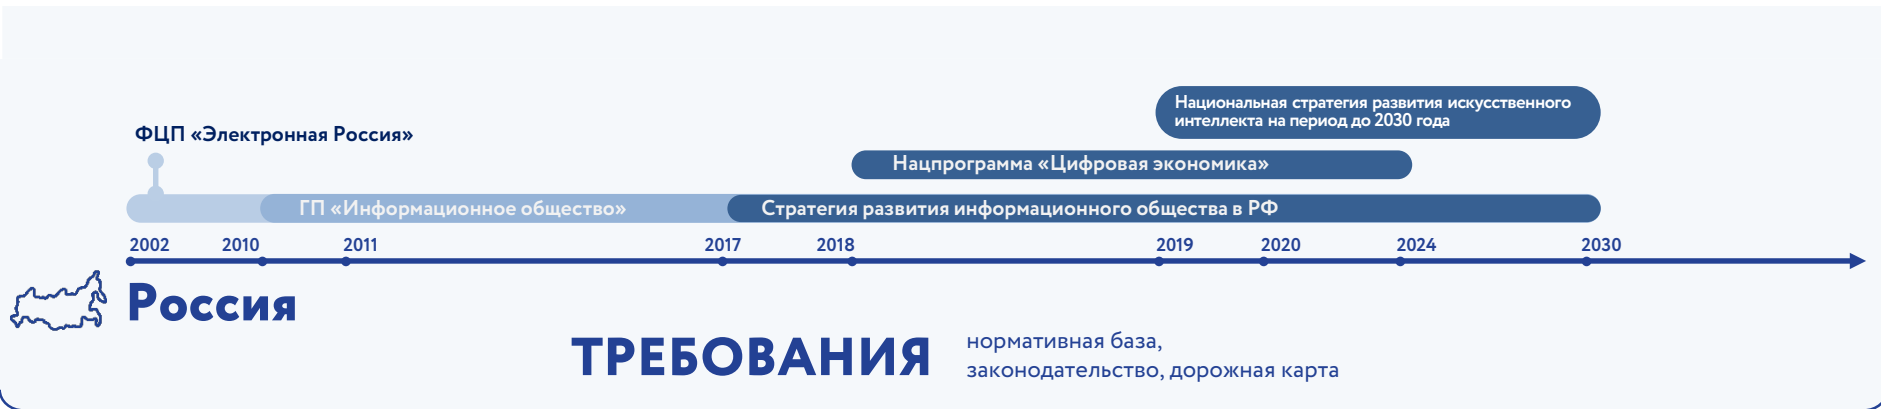 Национальная стратегия развития искусственного
интеллекта на период до 2030 года
ФЦП «Электронная Россия»
Нацпрограмма «Цифровая экономика»
ГП «Информационное общество»
Стратегия развития информационного общества в РФ
2002 2010 2011 2017 2018 2019 2020 2024 2030
Россия
ТРЕБОВАНИЯ
нормативная база,
законодательство, дорожная карта